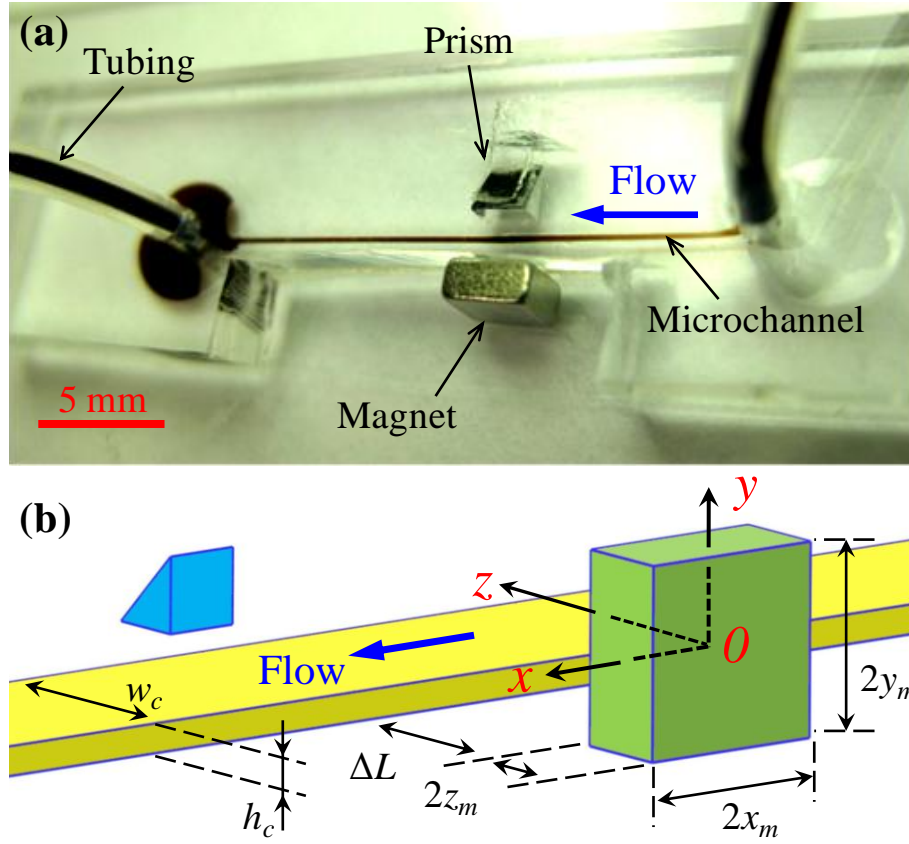 (a)
Tubing
Prism
Flow
Microchannel
Magnet
5 mm
(b)
y
z
O
x
Flow
w_c
h_c
ΔL
2z_m
2x_m
2y_m